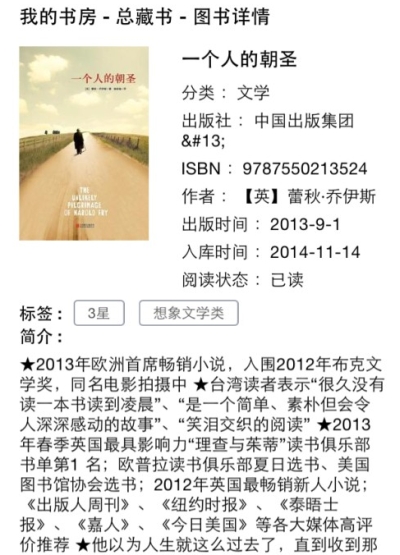 我的书房 - 总藏书 - 图书详情
一个人的朝圣
一个人的朝圣
THE
UNLIKELY
PILGRIMAGE
OF HAROLD FRY
分类 ： 文学
出版社 ： 中国出版集团
&#13;
ISBN ： 9787550213524
作者 ： 【英】蕾秋·乔伊斯
出版时间 ： 2013-9-1
入库时间 ： 2014-11-14
阅读状态 ： 已读
标签： 3星 想象文学类
简介：
★2013年欧洲首席畅销小说，入围2012年布克文
学奖，同名电影拍摄中 ★台湾读者表示“很久没有
读一本书读到凌晨”、“是一个简单、素朴但会令
人深深感动的故事”、“笑泪交织的阅读” ★2013
年春季英国最具影响力“理查与茱蒂”读书俱乐部
书单第1 名；欧普拉读书俱乐部夏日选书、美国
图书馆协会选书；2012年英国最畅销新人小说；
《出版人周刊》、《纽约时报》、《泰晤士
报》、《嘉人》、《今日美国》等各大媒体高评
价推荐 ★他以为人生就这么过去了，直到收到那